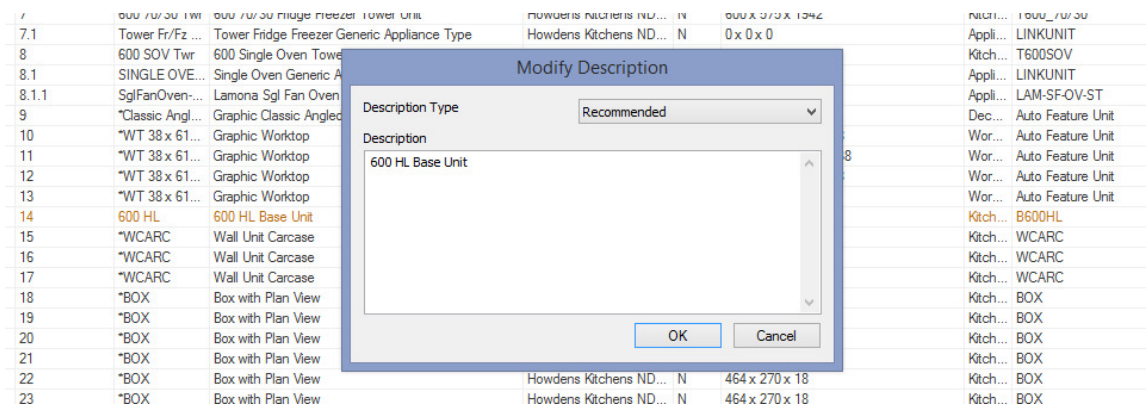 7 600 70/30 Twr 600 70/30 Fridge Freezer Tower Unit Howdens Kitchens ND... N 600 x 575 x 1942 Kitch... T600_70/30
7.1 Tower Fr/Fz ... Tower Fridge Freezer Generic Appliance Type Howdens Kitchens ND... N 0 x 0 x 0 Appli... LINKUNIT
8 600 SOV Twr 600 Single Oven Towe Kitch... T600SOV
Modify Description
8.1 SINGLE OVE... Single Oven Generic A Appli... LINKUNIT
8.1.1 SglFanOven-... Lamona Sgl Fan Oven Appli... LAM-SF-OV-ST
Description Type Recommended
9 *Classic Angl... Graphic Classic Angled Dec... Auto Feature Unit
10 *WT 38 x 61... Graphic Worktop Wor... Auto Feature Unit
Description
11 *WT 38 x 61... Graphic Worktop 38 Wor... Auto Feature Unit
600 HL Base Unit
12 *WT 38 x 61... Graphic Worktop Wor... Auto Feature Unit
13 *WT 38 x 61... Graphic Worktop Wor... Auto Feature Unit
14 600 HL 600 HL Base Unit Kitch... B600HL
15 *WCARC Wall Unit Carcase Kitch... WCARC
16 *WCARC Wall Unit Carcase Kitch... WCARC
17 *WCARC Wall Unit Carcase Kitch... WCARC
18 *BOX Box with Plan View Kitch... BOX
19 *BOX Box with Plan View Kitch... BOX
20 *BOX Box with Plan View Kitch... BOX
OK Cancel
21 *BOX Box with Plan View Kitch... BOX
22 *BOX Box with Plan View Howdens Kitchens ND... N 464 x 270 x 18 Kitch... BOX
23 *BOX Box with Plan View Howdens Kitchens ND... N 464 x 270 x 18 Kitch... BOX